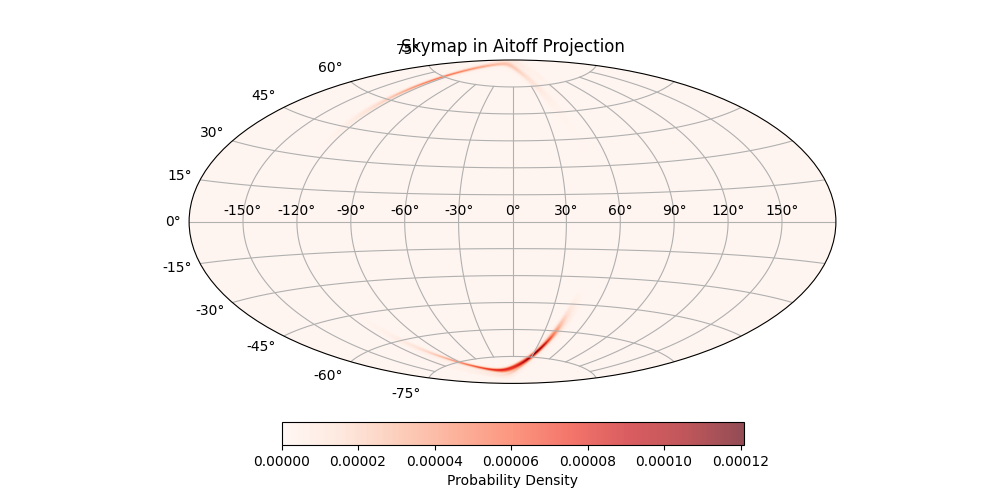 Skymap in Aitoff Projection
75°
60°
45°
30°
15°
-150° -120° -90° -60° -30° 0° 30° 60° 90° 120° 150°
0°
-15°
-30°
-45°
-60°
-75°
0.00000 0.00002 0.00004 0.00006 0.00008 0.00010 0.00012
Probability Density